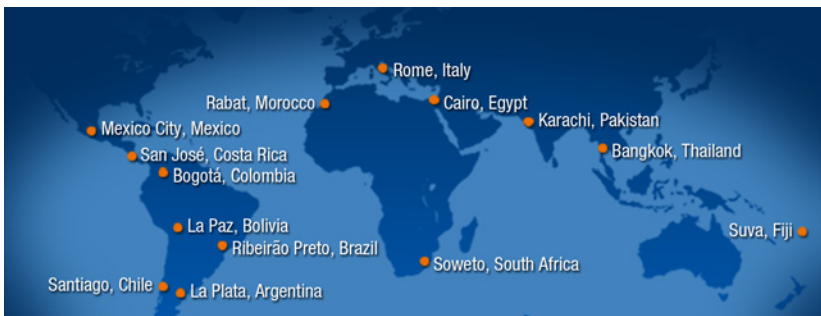 Rome, Italy
Rabat, Morocco
Cairo, Egypt
Mexico City, Mexico
Karachi, Pakistan
San José, Costa Rica
Bangkok, Thailand
Bogotá, Colombia
La Paz, Bolivia
Suva, Fiji
Ribeirão Preto, Brazil
Soweto, South Africa
Santiago, Chile
La Plata, Argentina